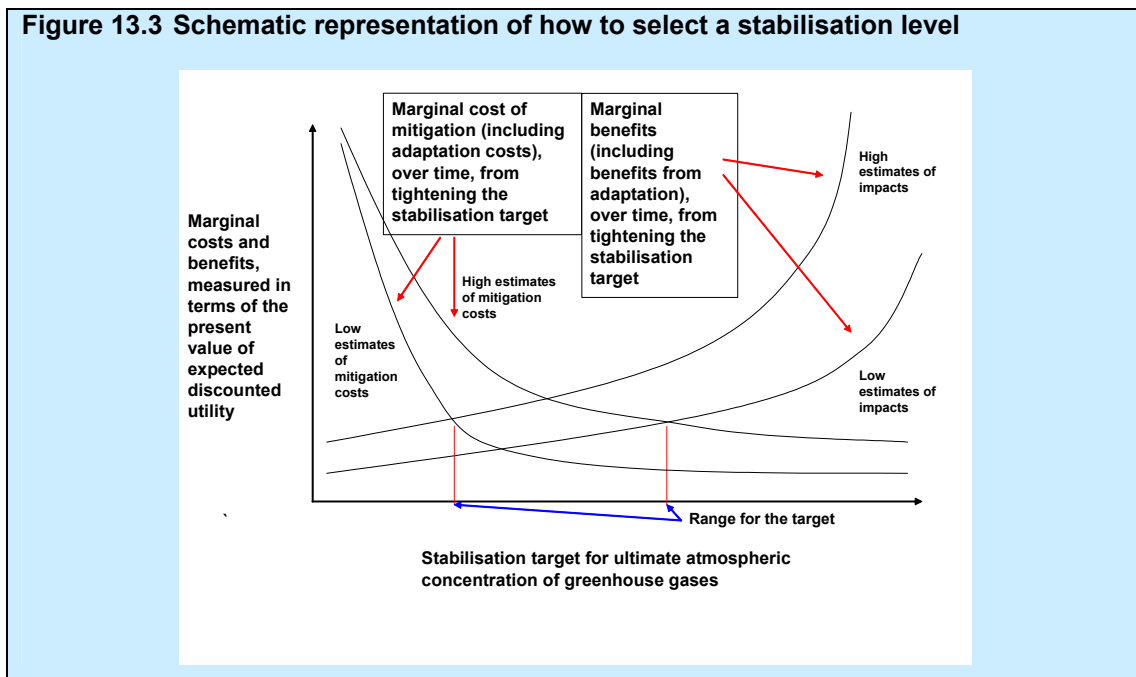 Figure 13.3 Schematic representation of how to select a stabilisation level
Marginal cost of
mitigation (including
adaptation costs),
over time, from
tightening the
stabilisation target
Marginal
benefits
(including
benefits from
adaptation),
over time, from
tightening the
stabilisation
target
High
estimates of
impacts
Marginal
costs and
benefits,
measured in
terms of the
present
value of
expected
discounted
utility
High estimates
of mitigation
costs
Low
estimates
of
mitigation
costs
Low
estimates of
impacts
`
Range for the target
Stabilisation target for ultimate atmospheric
concentration of greenhouse gases